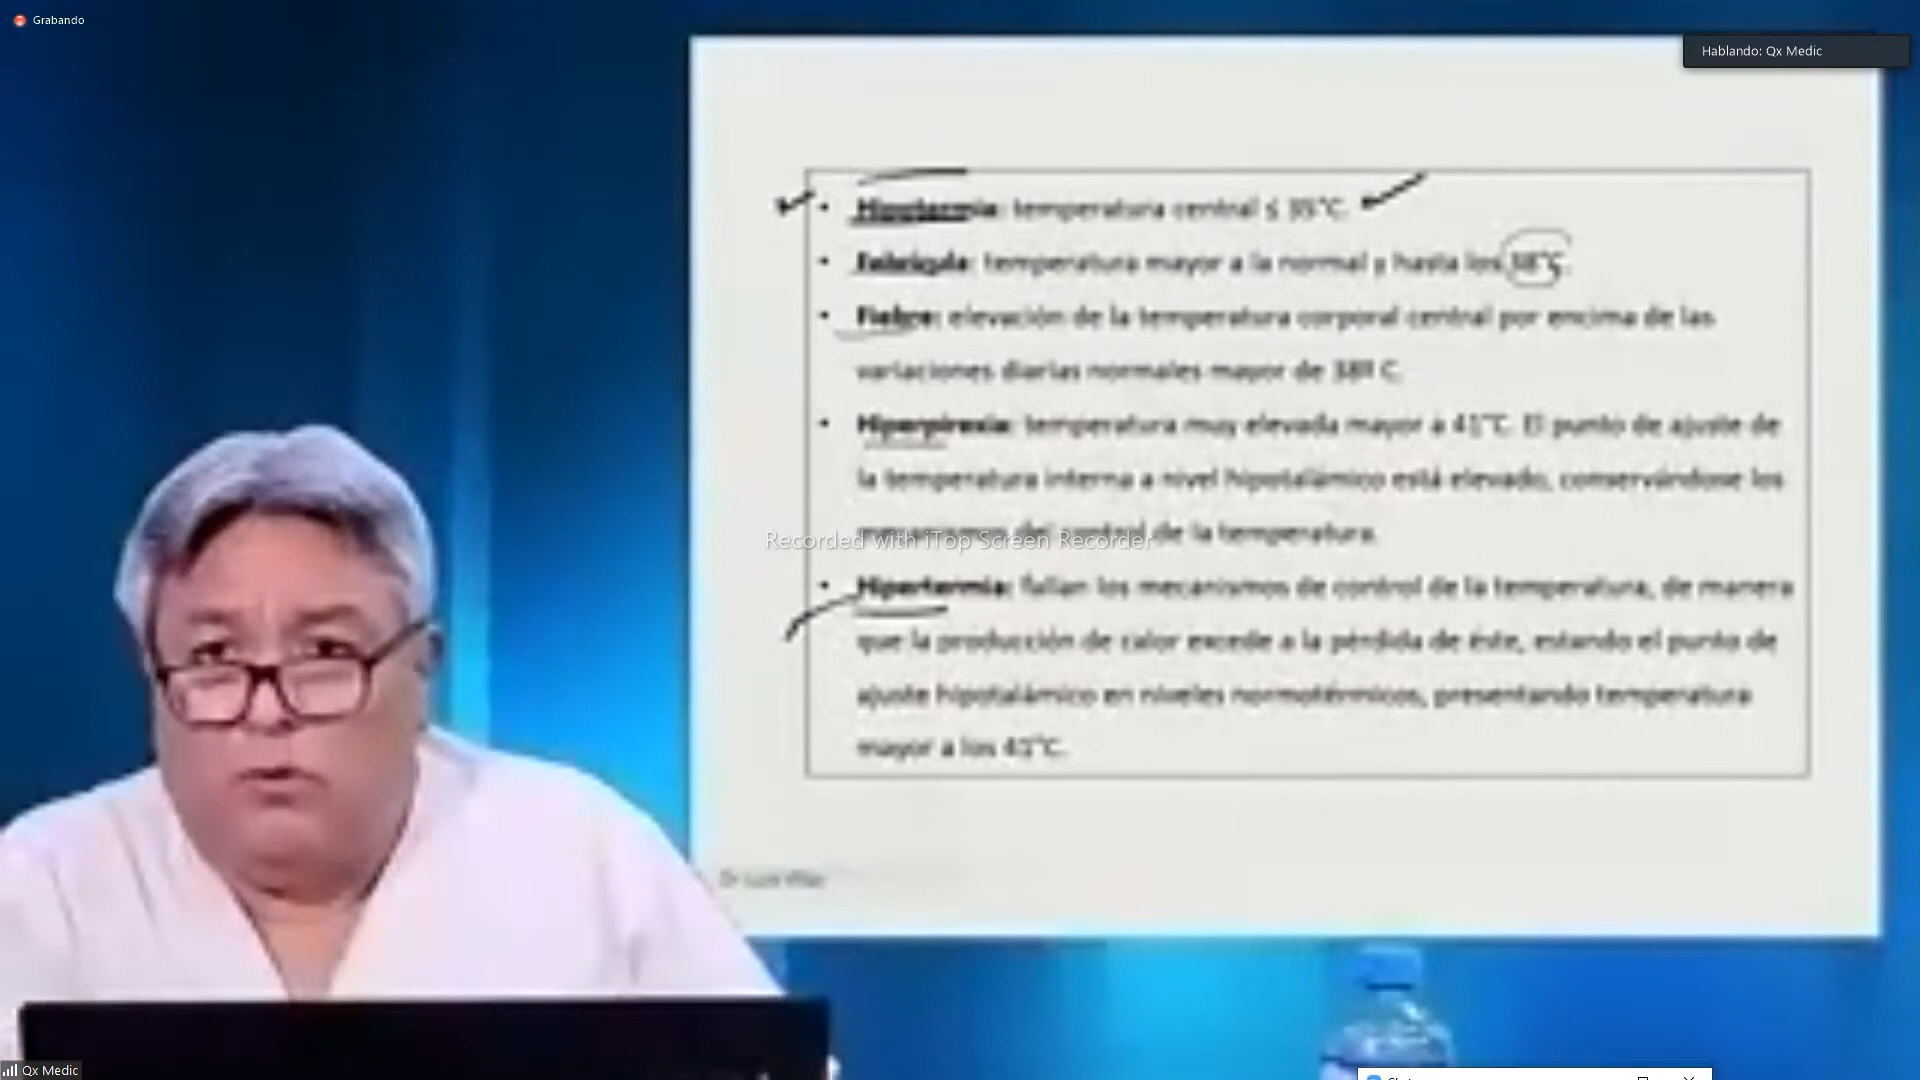 Grabando
Hablando: Qx Medic
• Hipotermia: temperatura central ≤ 35°C.
• Febrícula: temperatura mayor a la normal y hasta los 38°C.
• Fiebre: elevación de la temperatura corporal central por encima de las
variaciones diarias normales mayor de 38º C.
• Hiperpirexia: temperatura muy elevada mayor a 41°C. El punto de ajuste de
la temperatura interna a nivel hipotalámico está elevado, conservándose los
mecanismos del control de la temperatura.
Recorded with iTop Screen Recorder
• Hipertermia: fallan los mecanismos de control de la temperatura, de manera
que la producción de calor excede a la pérdida de éste, estando el punto de
ajuste hipotalámico en niveles normotérmicos, presentando temperatura
mayor a los 41°C.
Qx Medic